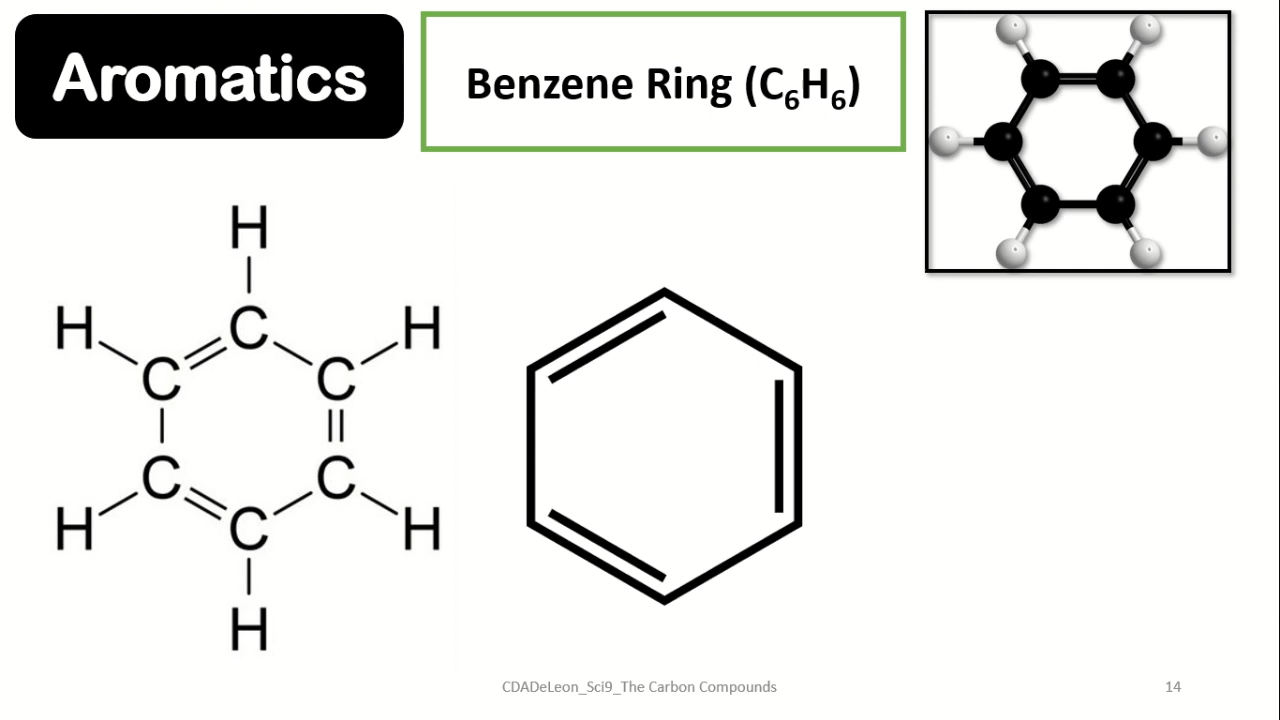 Aromatics
Benzene Ring (C₆H₆)
H
H H
C
C C
C C
C
H H
H
CDADeLeon_Sci9_The Carbon Compounds
14